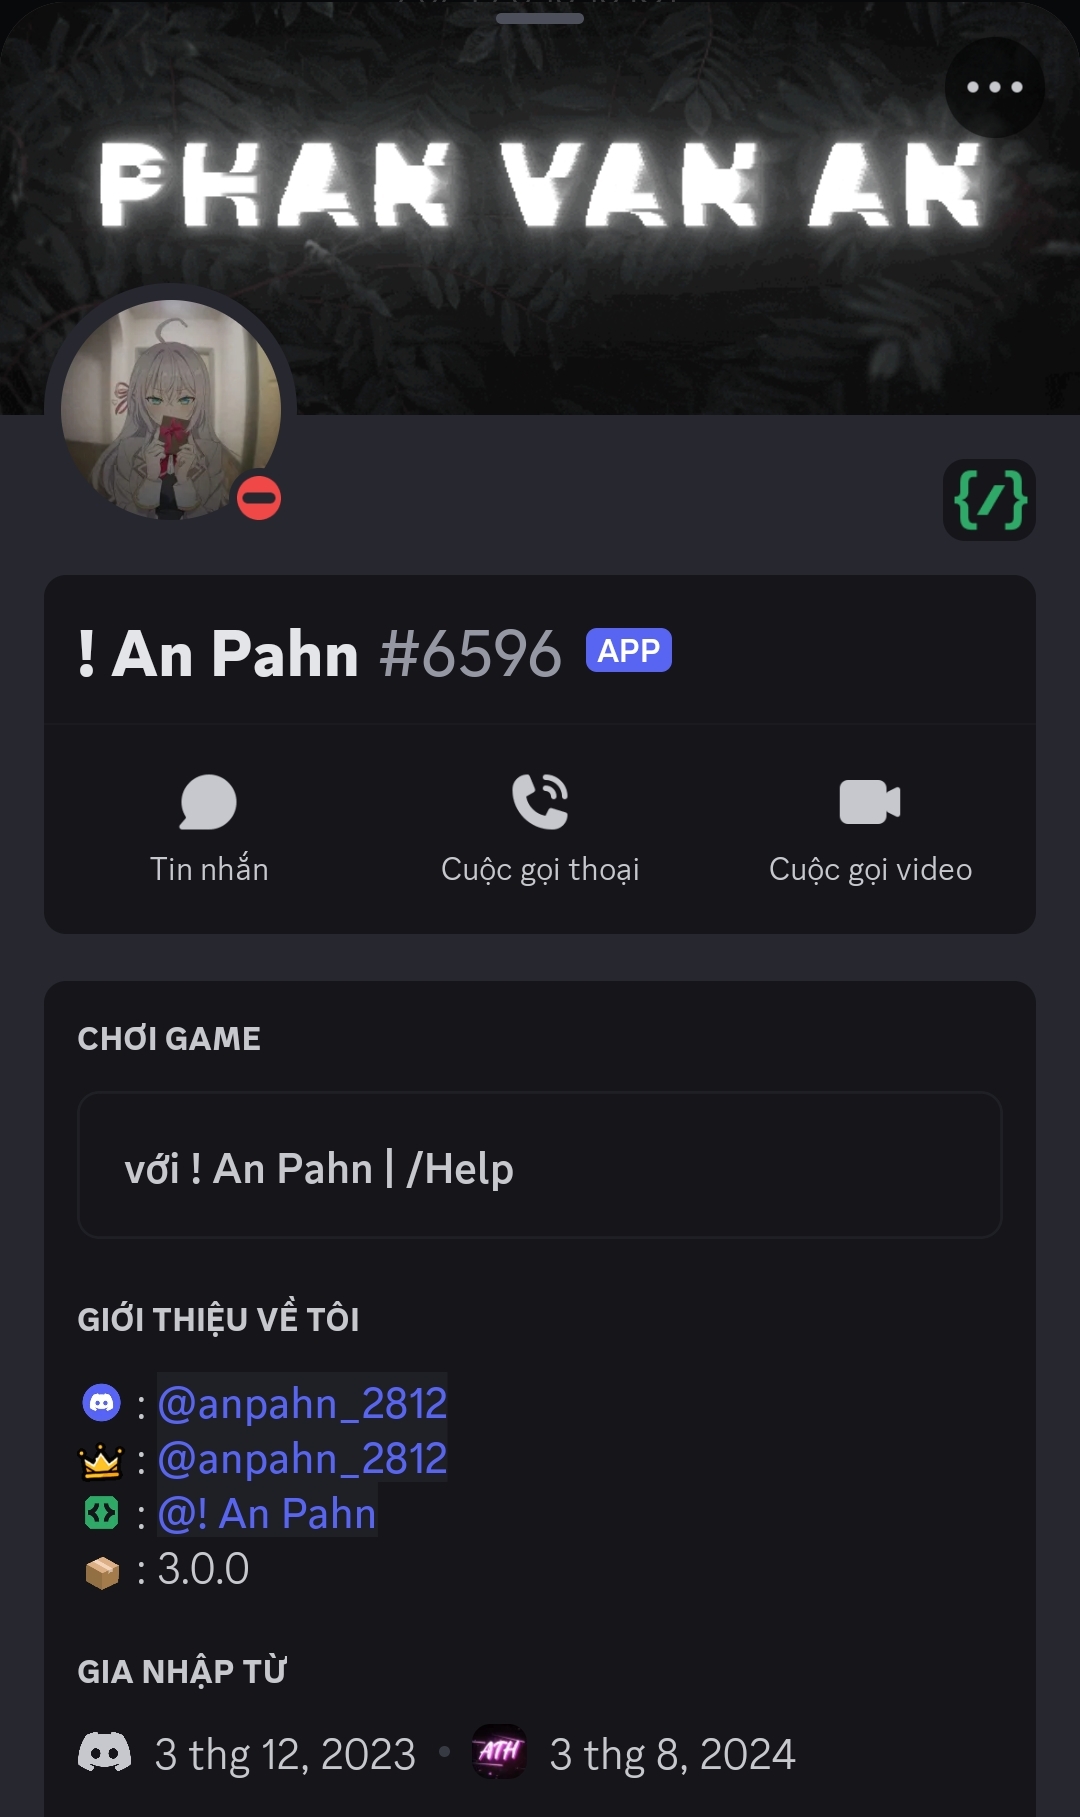 PHAN VAN AN
! An Pahn #6596 APP
Tin nhắn
Cuộc gọi thoại
Cuộc gọi video
CHƠI GAME
với ! An Pahn | /Help
GIỚI THIỆU VỀ TÔI
: @anpahn_2812
: @anpahn_2812
: @! An Pahn
: 3.0.0
GIA NHẬP TỪ
3 thg 12, 2023 • ATH 3 thg 8, 2024